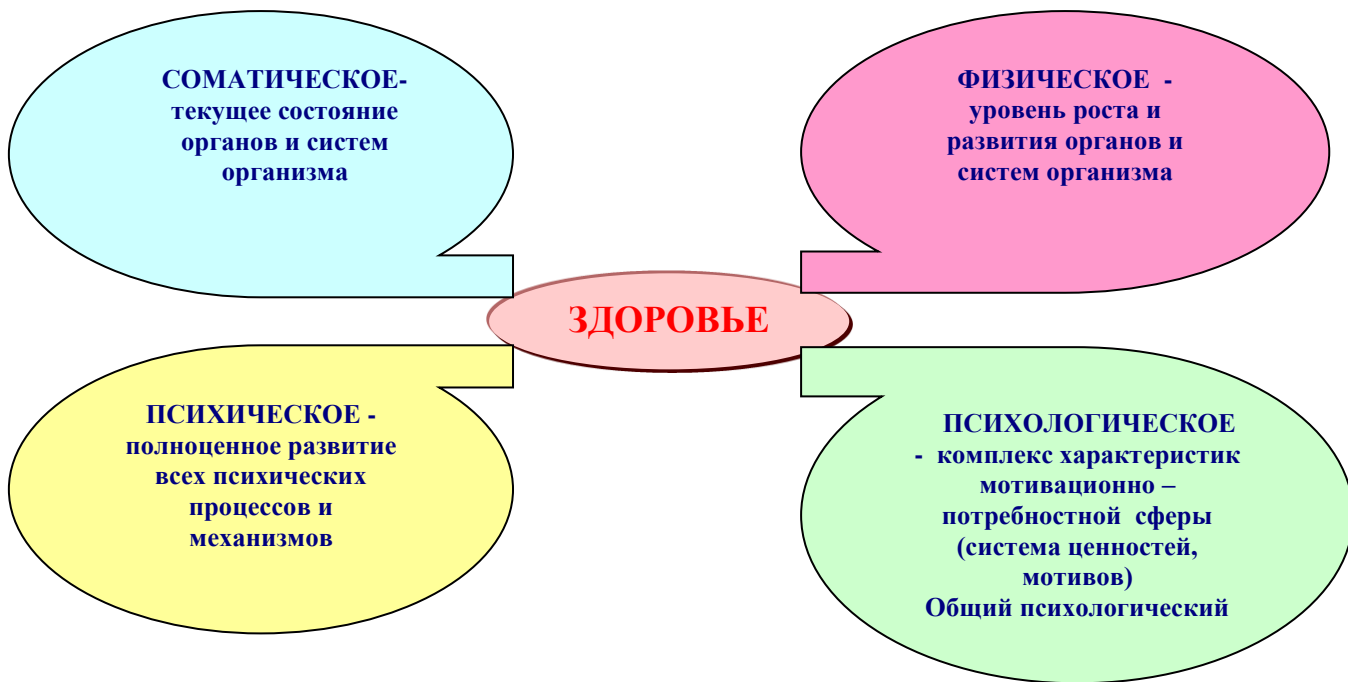 СОМАТИЧЕСКОЕ-
текущее состояние
органов и систем
организма
ФИЗИЧЕСКОЕ -
уровень роста и
развития органов и
систем организма
ЗДОРОВЬЕ
ПСИХИЧЕСКОЕ -
полноценное развитие
всех психических
процессов и
механизмов
ПСИХОЛОГИЧЕСКОЕ
- комплекс характеристик
мотивационно –
потребностной сферы
(система ценностей,
мотивов)
Общий психологический